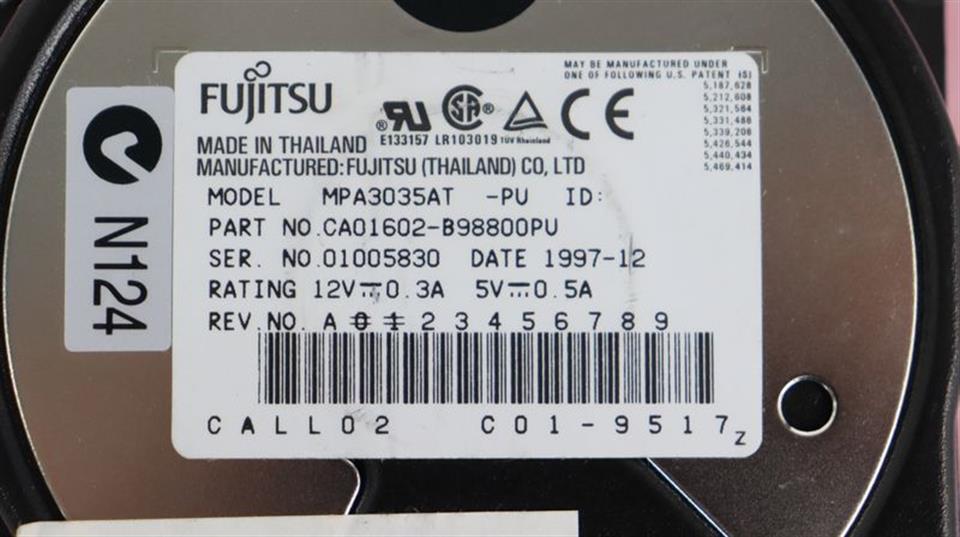 FUJITSU
MAY BE MANUFACTURED UNDER
ONE OF FOLLOWING U.S. PATENT (S)
5,187,628
5,212,608
5,321,564
5,331,486
5,339,206
5,426,544
5,440,434
5,469,414
E133157 LR103019 TÜV Rheinland
MADE IN THAILAND
MANUFACTURED:FUJITSU (THAILAND) CO, LTD
MODEL MPA3035AT -PU ID:
PART NO.CA01602-B98800PU
SER. NO.01005830 DATE 1997-12
RATING 12V⎓0.3A 5V⎓0.5A
REV.NO. A 0 1 2 3 4 5 6 7 8 9
CALL02 C01-9517Z
N124